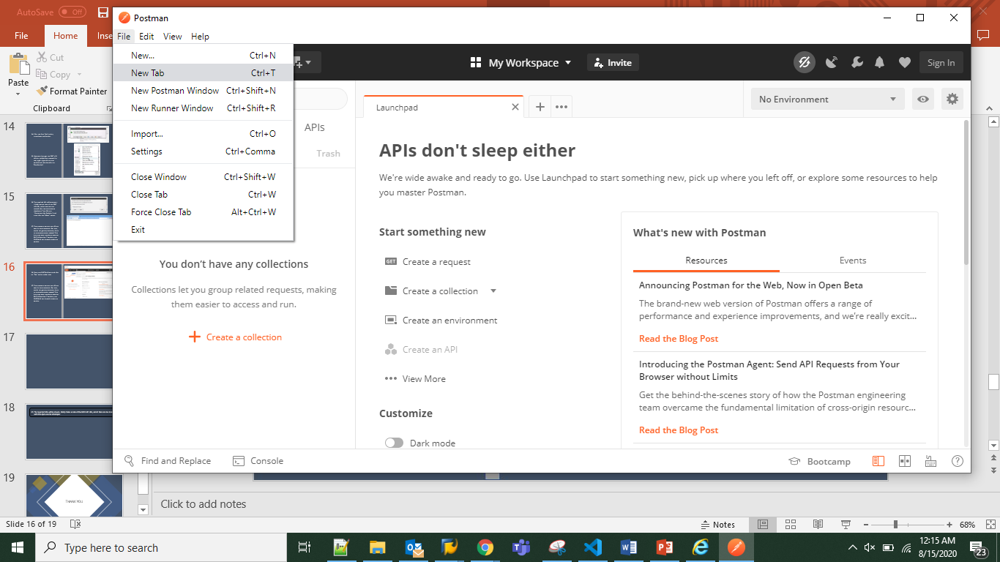 AutoSave Off
Postman
File Home Inse
File Edit View Help
Paste
Cut
Copy
Format Painter
Clipboard
New... Ctrl+N
New Tab Ctrl+T
New Postman Window Ctrl+Shift+N
New Runner Window Ctrl+Shift+R
Import... Ctrl+O
Settings Ctrl+Comma
Close Window Ctrl+Shift+W
Close Tab Ctrl+W
Force Close Tab Alt+Ctrl+W
Exit
My Workspace
Invite
Sign In
APIs
Trash
You don't have any collections
Collections let you group related requests, making
them easier to access and run.
Create a collection
Launchpad
No Environment
APIs don't sleep either
We're wide awake and ready to go. Use Launchpad to start something new, pick up where you left off, or explore some resources to help
you master Postman.
Start something new
GET Create a request
Create a collection
Create an environment
Create an API
View More
Customize
Dark mode
What's new with Postman
Resources Events
Announcing Postman for the Web, Now in Open Beta
The brand-new web version of Postman offers a range of
performance and experience improvements, and we're really excit...
Read the Blog Post
Introducing the Postman Agent: Send API Requests from Your
Browser without Limits
Get the behind-the-scenes story of how the Postman engineering
team overcame the fundamental limitation of cross-origin resourc...
Read the Blog Post
Find and Replace Console Bootcamp
14
15
16
17
18
19
THANK YOU
Click to add notes
Slide 16 of 19 Notes 68%
Type here to search
12:15 AM
8/15/2020
23